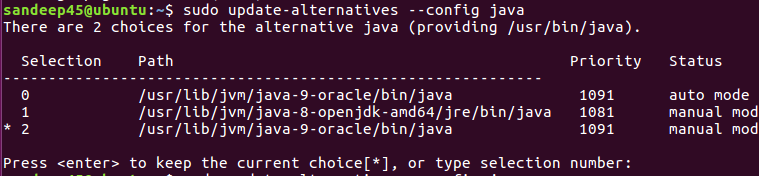 sandeep45@ubuntu:~$ sudo update-alternatives --config java
There are 2 choices for the alternative java (providing /usr/bin/java).
Selection Path Priority Status
------------------------------------------------------------
0 /usr/lib/jvm/java-9-oracle/bin/java 1091 auto mode
1 /usr/lib/jvm/java-8-openjdk-amd64/jre/bin/java 1081 manual mod
* 2 /usr/lib/jvm/java-9-oracle/bin/java 1091 manual mod
Press <enter> to keep the current choice[*], or type selection number: